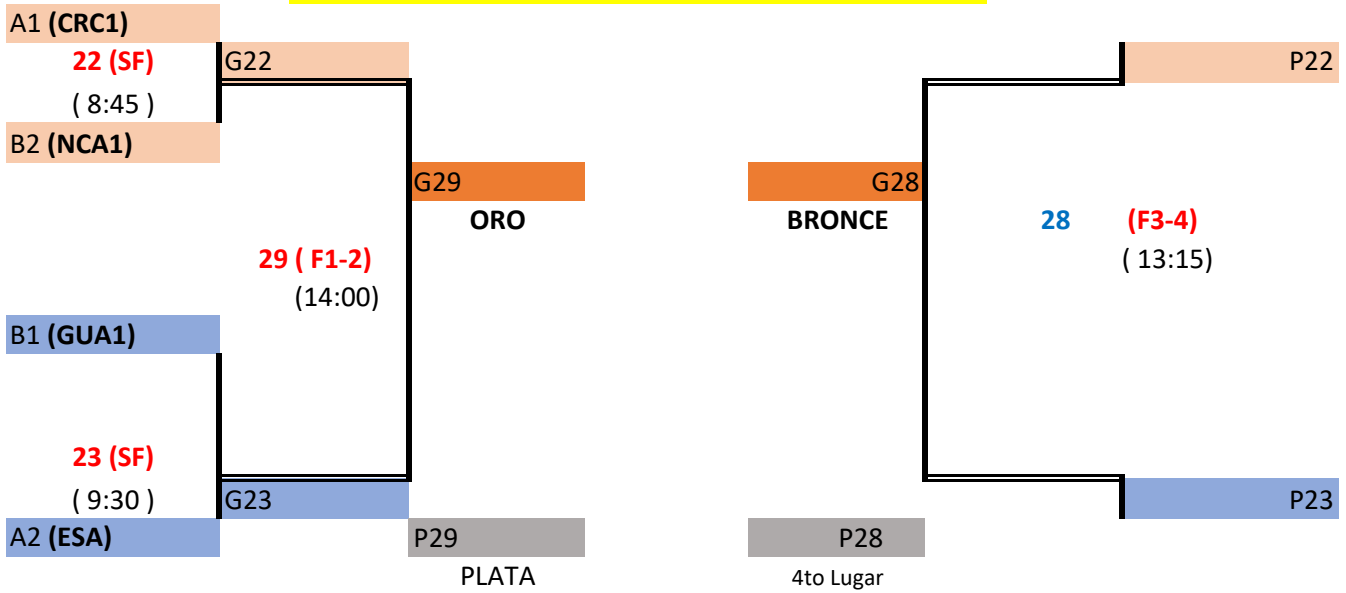 A1 (CRC1)
22 (SF)
G22
P22
( 8:45 )
B2 (NCA1)
G29
G28
ORO
BRONCE
28 (F3-4)
29 ( F1-2)
( 13:15)
(14:00)
B1 (GUA1)
23 (SF)
( 9:30 )
G23
P23
A2 (ESA)
P29
P28
PLATA
4to Lugar